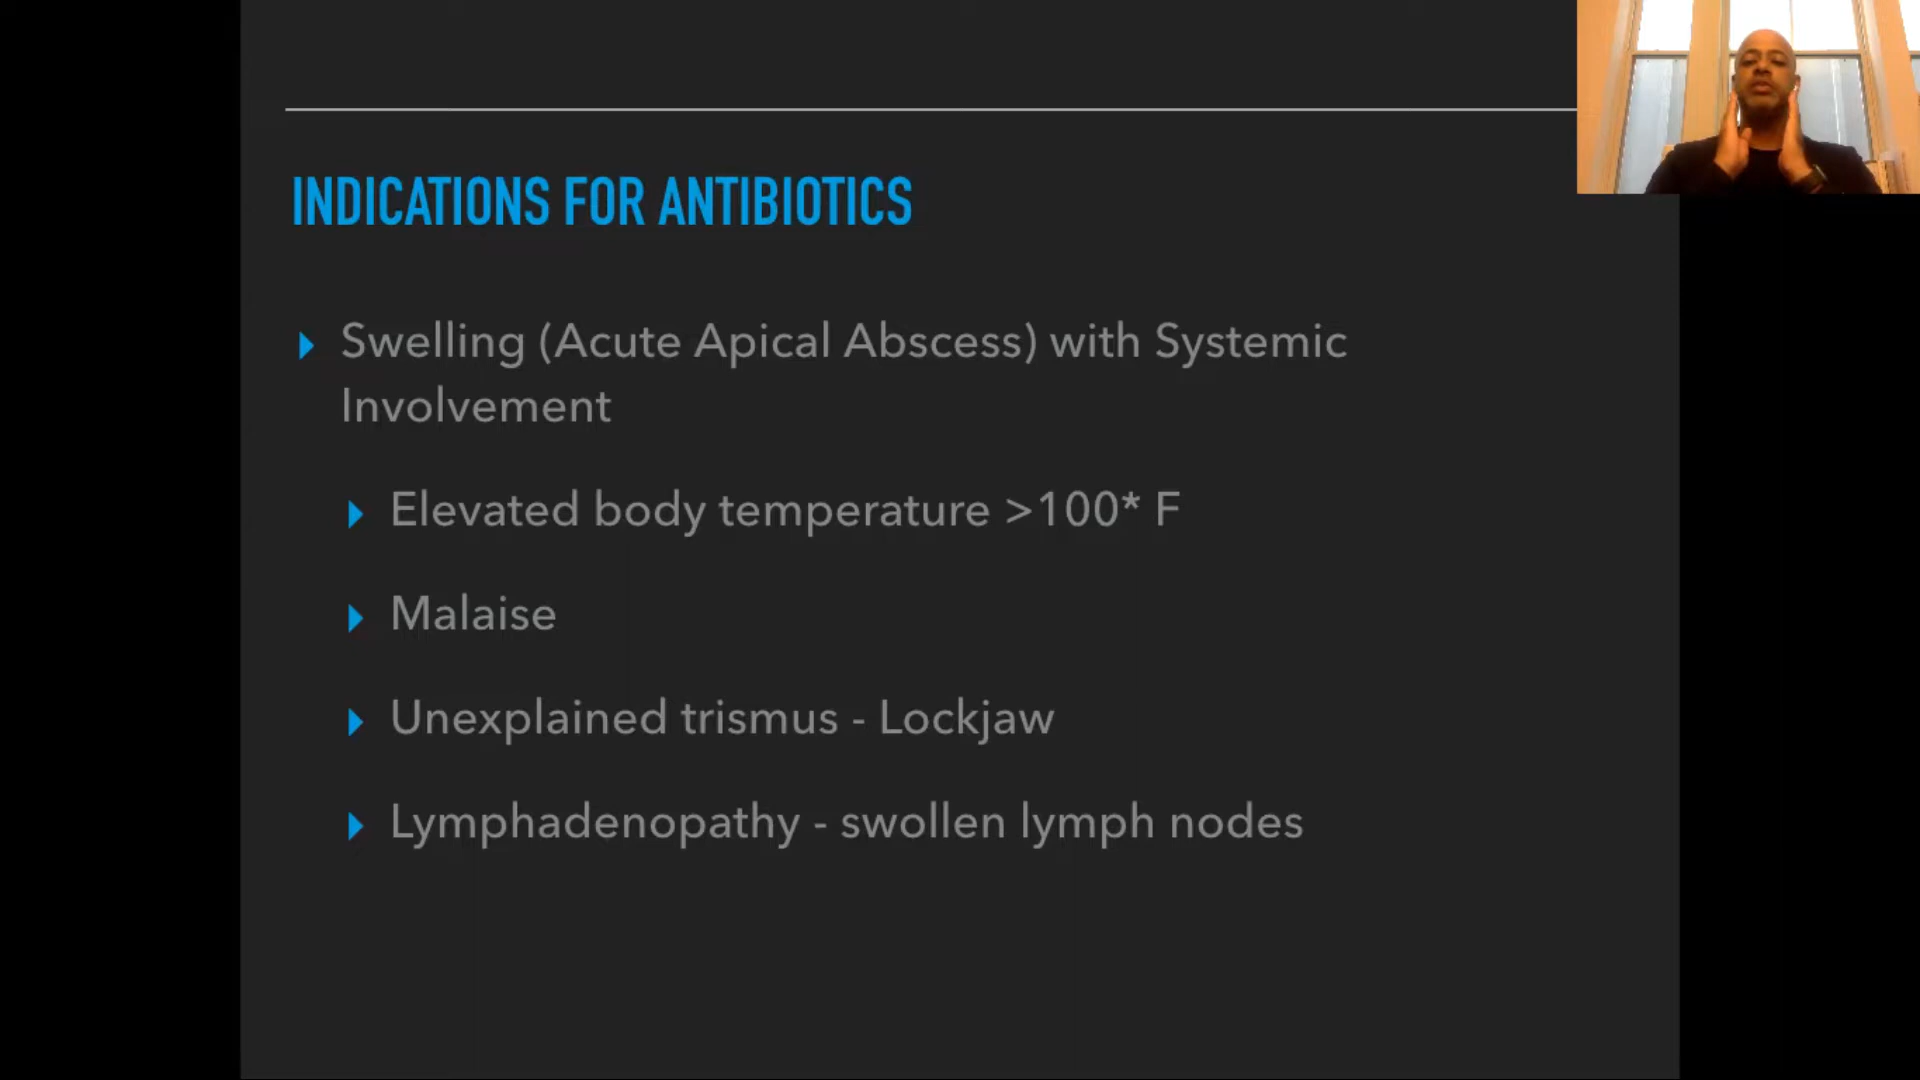 INDICATIONS FOR ANTIBIOTICS
Swelling (Acute Apical Abscess) with Systemic
Involvement
Elevated body temperature >100* F
Malaise
Unexplained trismus - Lockjaw
Lymphadenopathy - swollen lymph nodes